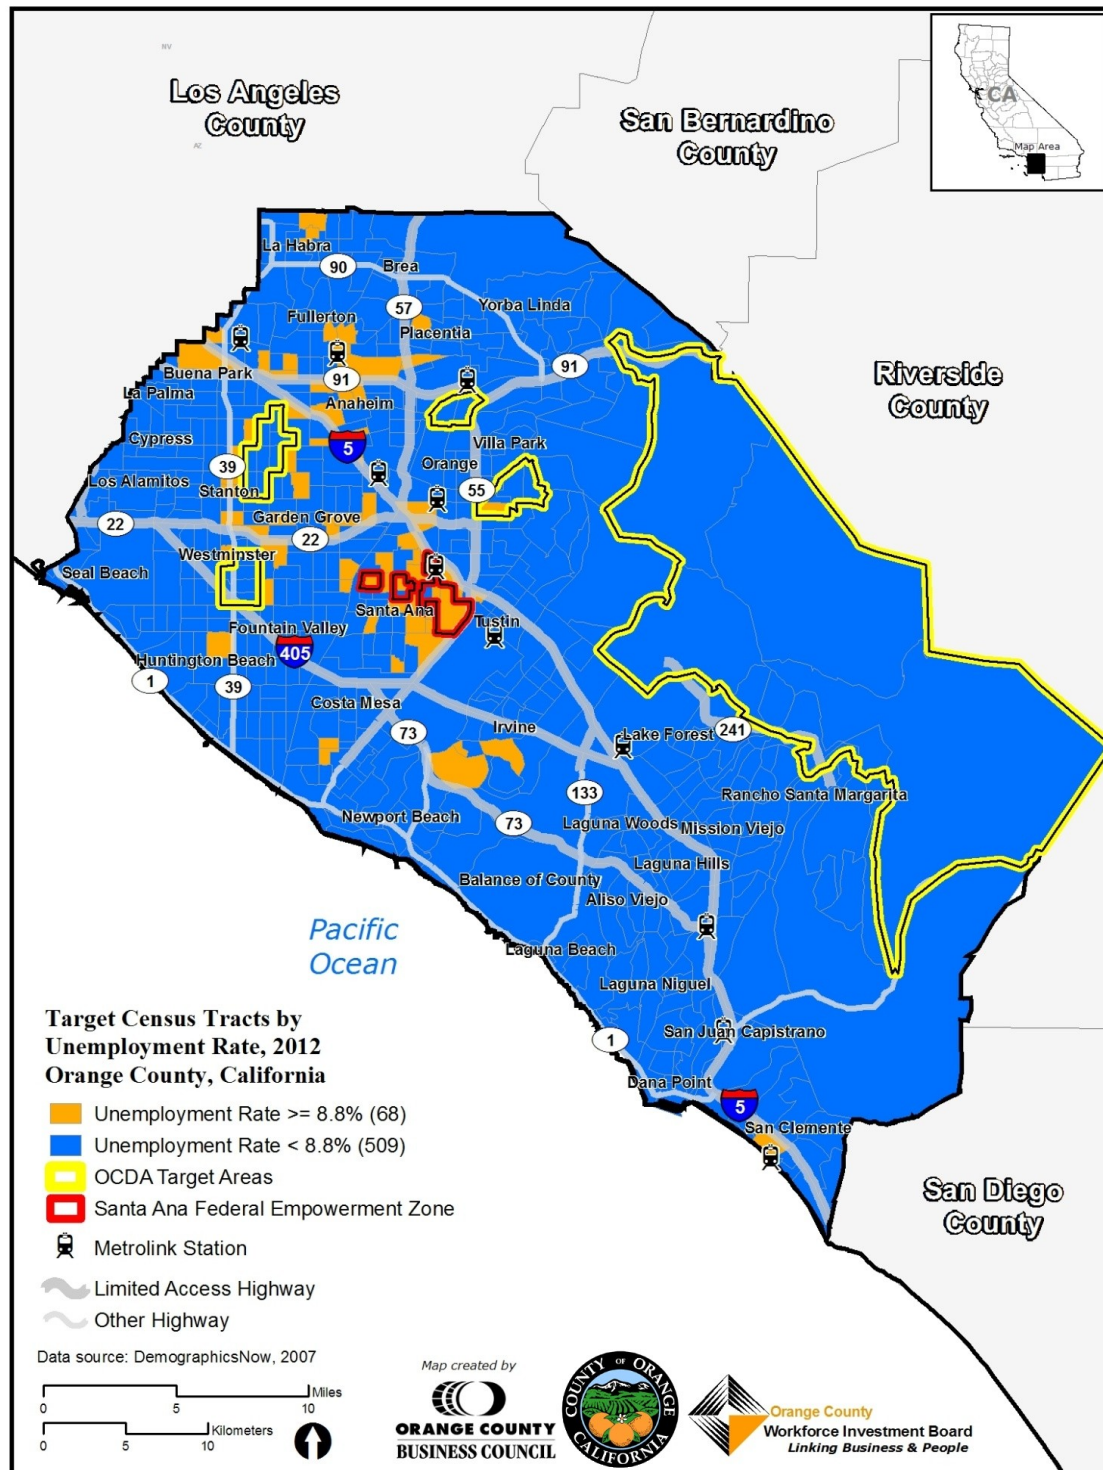 NV
Los Angeles
County
AZ
San Bernardino
County
CA
Map Area
Riverside
County
La Habra
90
Brea
57
Yorba Linda
Fullerton
Placentia
91
Buena Park
91
La Palma
Anaheim
Cypress
5
Villa Park
39
Orange
Los Alamitos
Stanton
55
22
Garden Grove
22
Westminster
Seal Beach
Santa Ana
Tustin
Fountain Valley
405
Huntington Beach
1
39
Costa Mesa
Irvine
73
Lake Forest
241
133
Rancho Santa Margarita
Newport Beach
73
Laguna Woods
Mission Viejo
Laguna Hills
Balance of County
Aliso Viejo
Pacific
Ocean
Laguna Beach
Laguna Niguel
San Juan Capistrano
1
Dana Point
5
San Clemente
San Diego
County
Target Census Tracts by
Unemployment Rate, 2012
Orange County, California
Unemployment Rate >= 8.8% (68)
Unemployment Rate < 8.8% (509)
OCDA Target Areas
Santa Ana Federal Empowerment Zone
Metrolink Station
Limited Access Highway
Other Highway
Data source: DemographicsNow, 2007
Miles
0 5 10
Kilometers
0 5 10
Map created by
ORANGE COUNTY
BUSINESS COUNCIL
COUNTY OF ORANGE
CALIFORNIA
Orange County
Workforce Investment Board
Linking Business & People